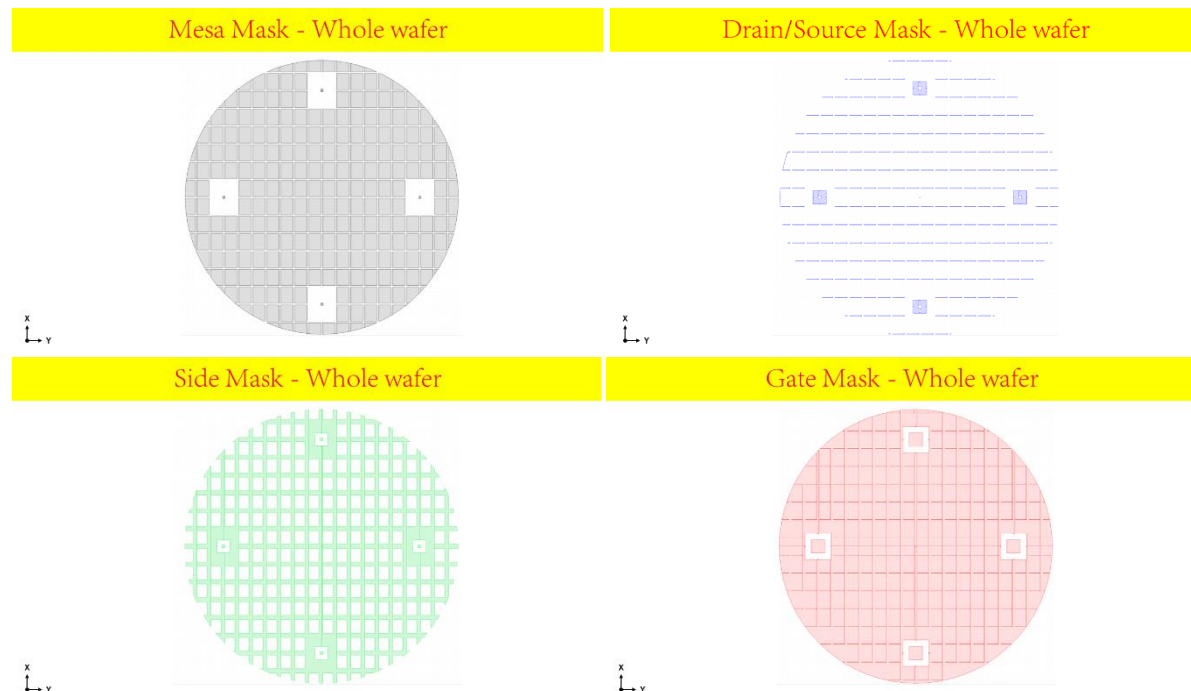 Mesa Mask - Whole wafer
Drain/Source Mask - Whole wafer
X
Y
X
Y
Side Mask - Whole wafer
Gate Mask - Whole wafer
X
Y
X
Y